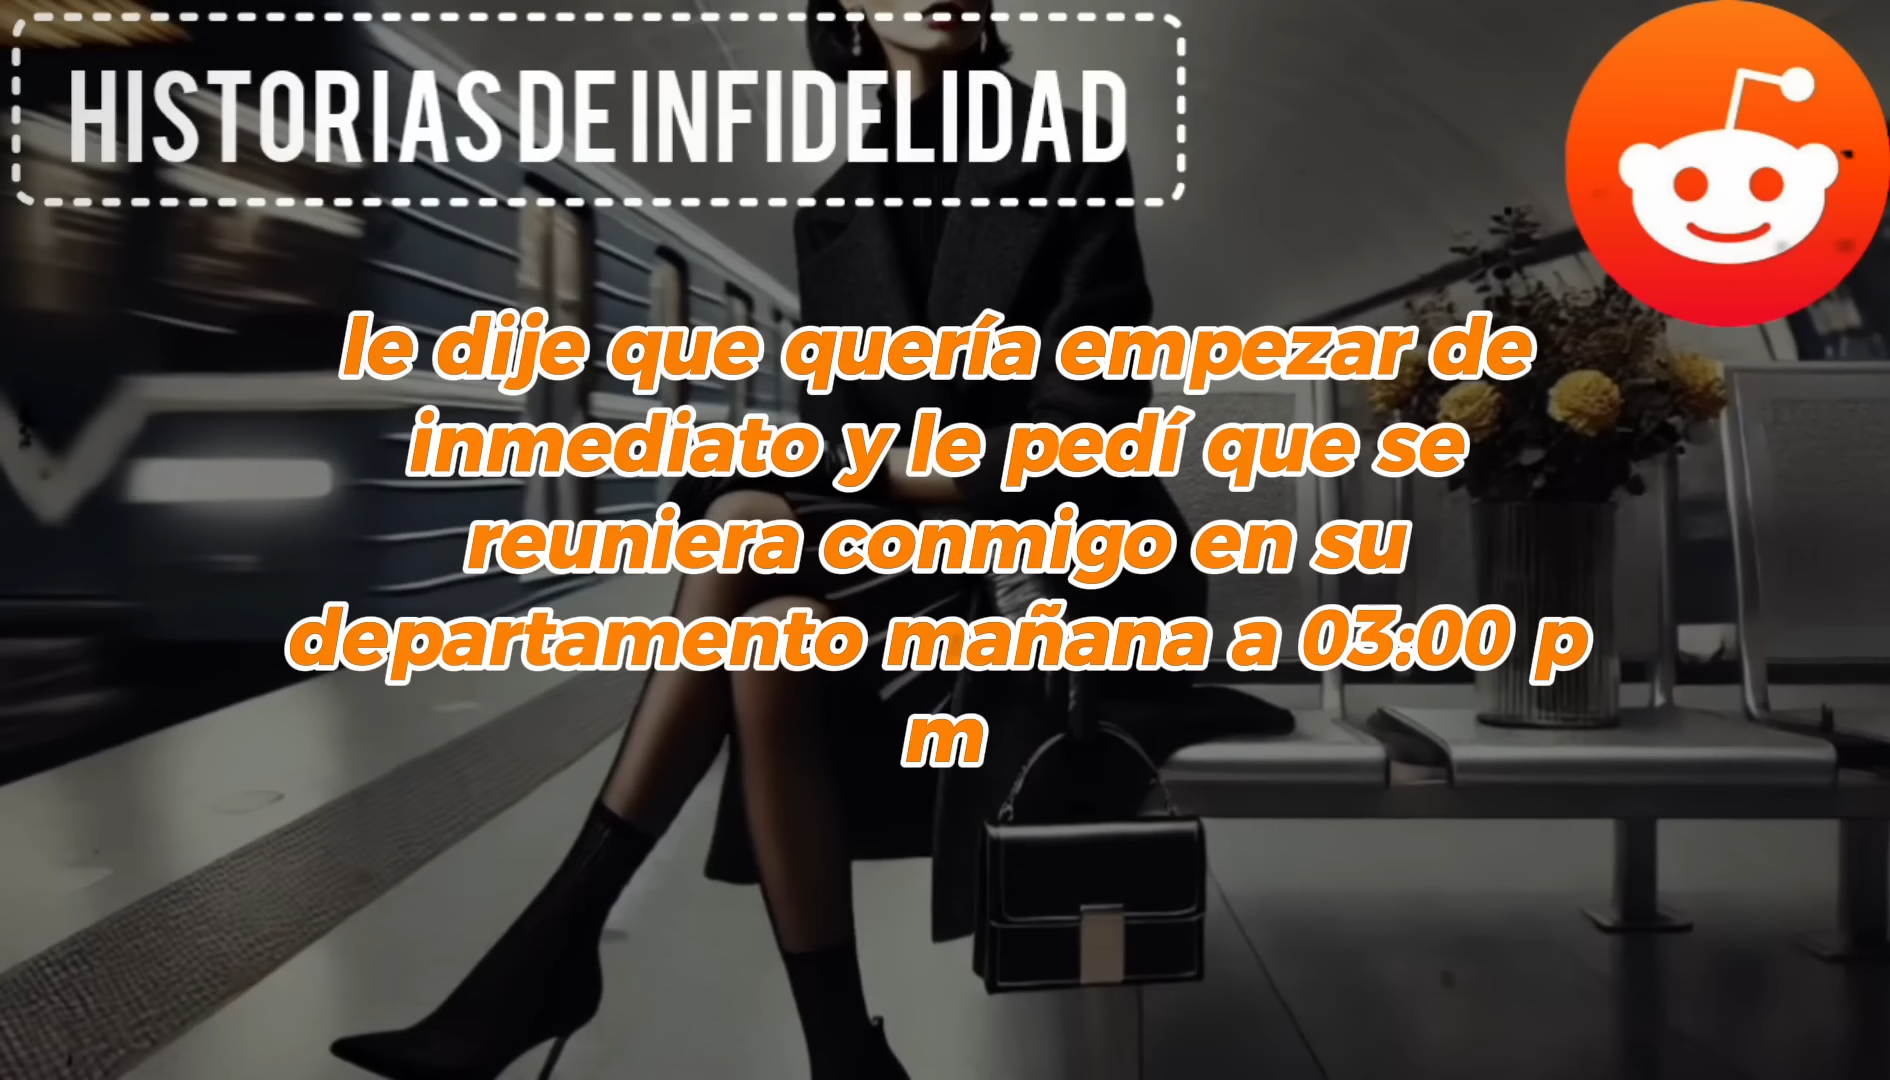 HISTORIAS DE INFIDELIDAD
le dije que quería empezar de
inmediato y le pedí que se
reuniera conmigo en su
departamento mañana a 03:00 p
m